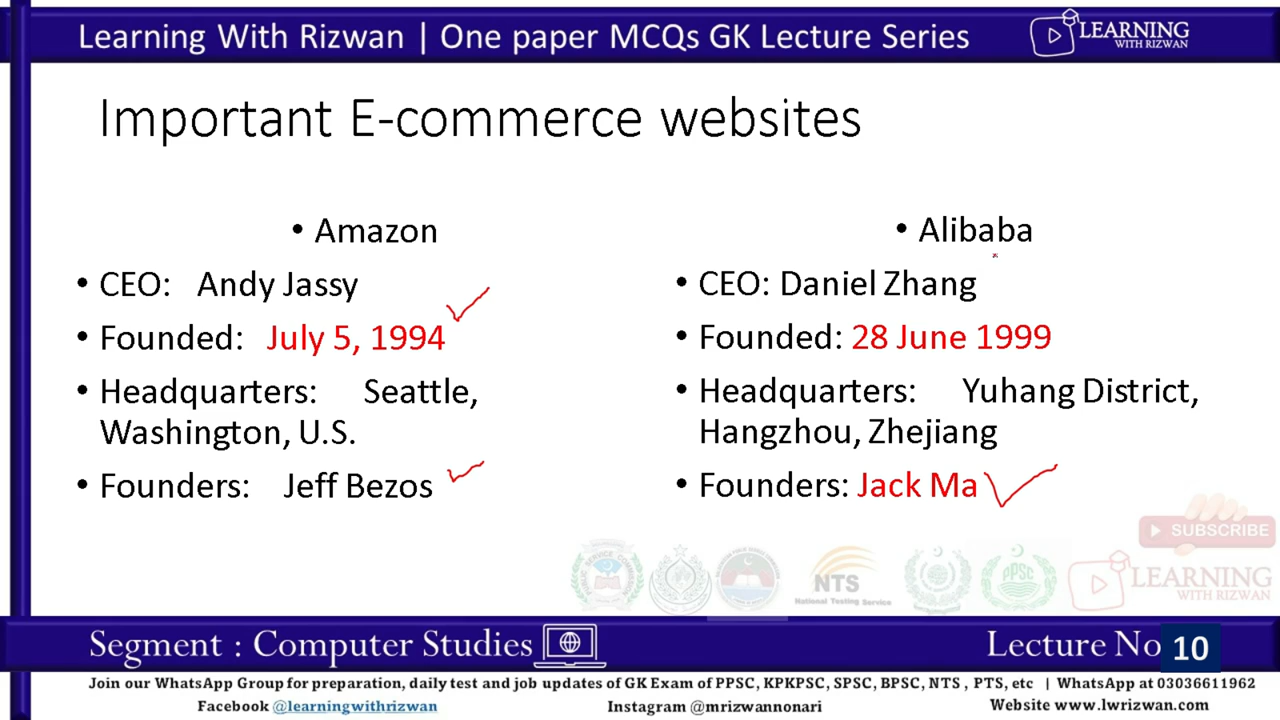 Learning With Rizwan | One paper MCQs GK Lecture Series
LEARNING
WITH RIZWAN
Important E-commerce websites
• Amazon
• CEO: Andy Jassy
• Founded: July 5, 1994
• Headquarters: Seattle,
Washington, U.S.
• Founders: Jeff Bezos
• Alibaba
• CEO: Daniel Zhang
• Founded: 28 June 1999
• Headquarters: Yuhang District,
Hangzhou, Zhejiang
• Founders: Jack Ma
SUBSCRIBE
NTS
National Testing Service
PPSC
LEARNING
WITH RIZWAN
Segment : Computer Studies
Lecture No 10
Join our WhatsApp Group for preparation, daily test and job updates of GK Exam of PPSC, KPKPSC, SPSC, BPSC, NTS , PTS, etc | WhatsApp at 03036611962
Facebook @learningwithrizwan Instagram @mrizwannonari Website www.lwrizwan.com